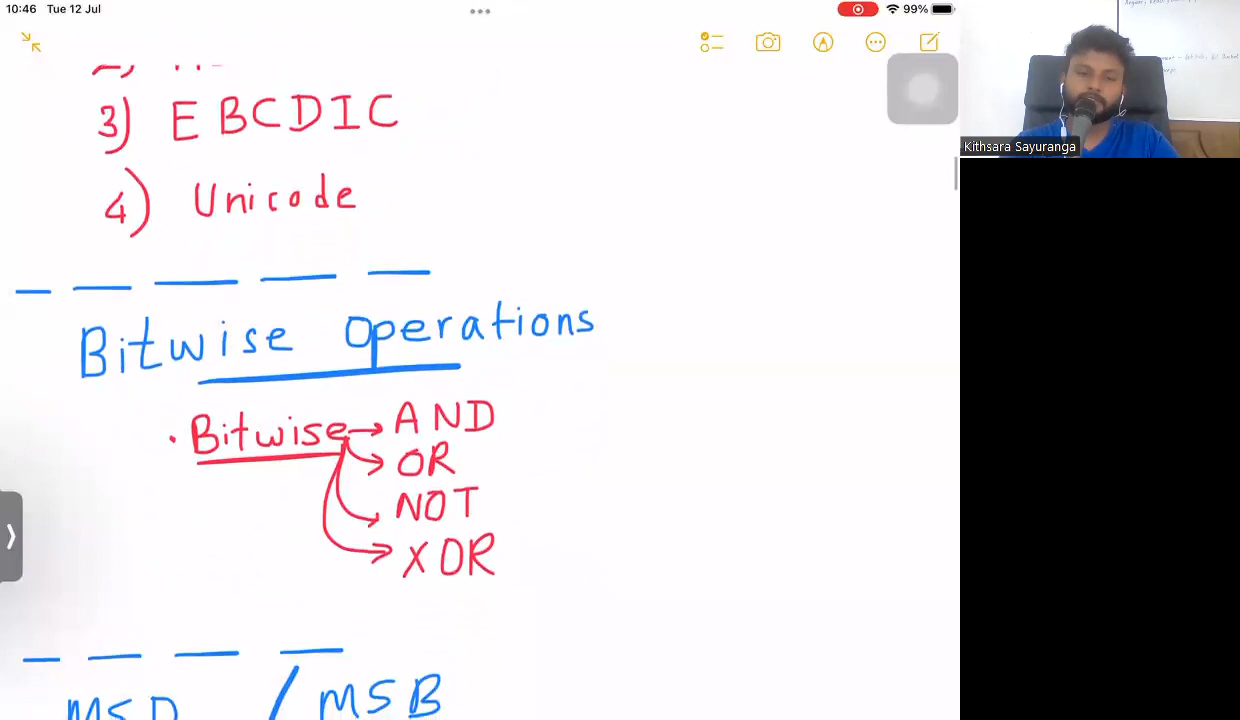 10:46 Tue 12 Jul
99%
3) EBCDIC
4) Unicode
Bitwise Operations
· Bitwise → AND
→ OR
→ NOT
→ XOR
MSD / MSB
Kithsara Sayuranga